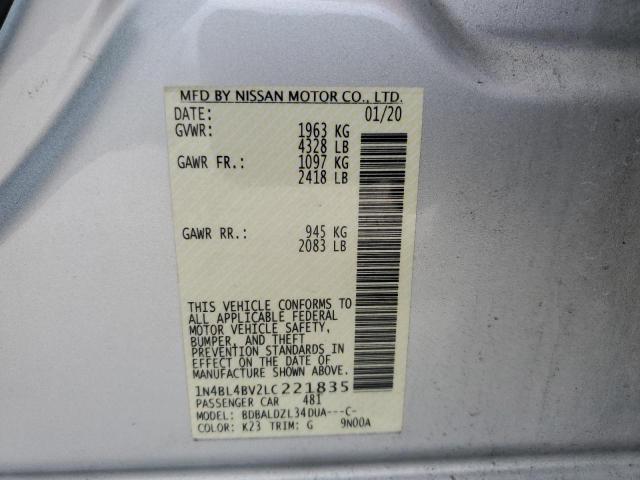 MFD BY NISSAN MOTOR CO., LTD.
DATE: 01/20
GVWR: 1963 KG
4328 LB
GAWR FR.: 1097 KG
2418 LB
GAWR RR.: 945 KG
2083 LB
THIS VEHICLE CONFORMS TO
ALL APPLICABLE FEDERAL
MOTOR VEHICLE SAFETY,
BUMPER, AND THEFT
PREVENTION STANDARDS IN
EFFECT ON THE DATE OF
MANUFACTURE SHOWN ABOVE.
1N4BL4BV2LC221835
PASSENGER CAR 481
MODEL: BDBALDZL34DUA---C-
COLOR: K23 TRIM: G 9N00A